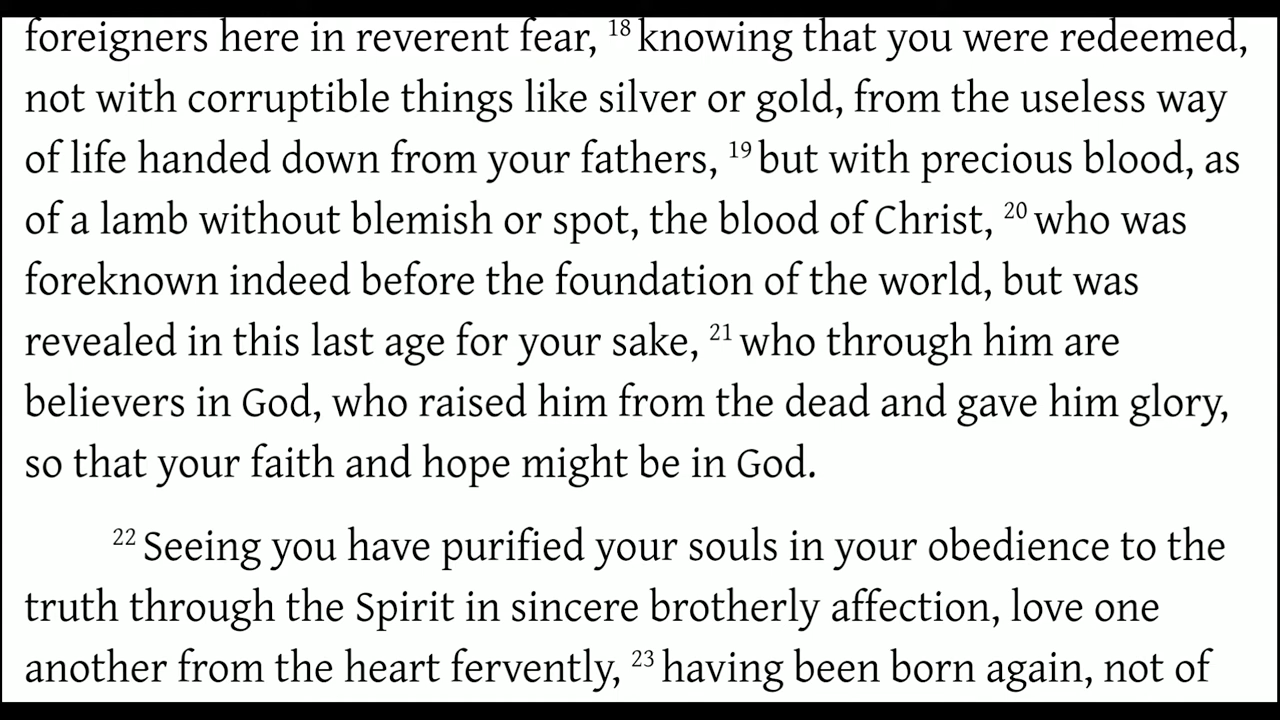 foreigners here in reverent fear, 18 knowing that you were redeemed,
not with corruptible things like silver or gold, from the useless way
of life handed down from your fathers, 19 but with precious blood, as
of a lamb without blemish or spot, the blood of Christ, 20 who was
foreknown indeed before the foundation of the world, but was
revealed in this last age for your sake, 21 who through him are
believers in God, who raised him from the dead and gave him glory,
so that your faith and hope might be in God.
22 Seeing you have purified your souls in your obedience to the
truth through the Spirit in sincere brotherly affection, love one
another from the heart fervently, 23 having been born again, not of